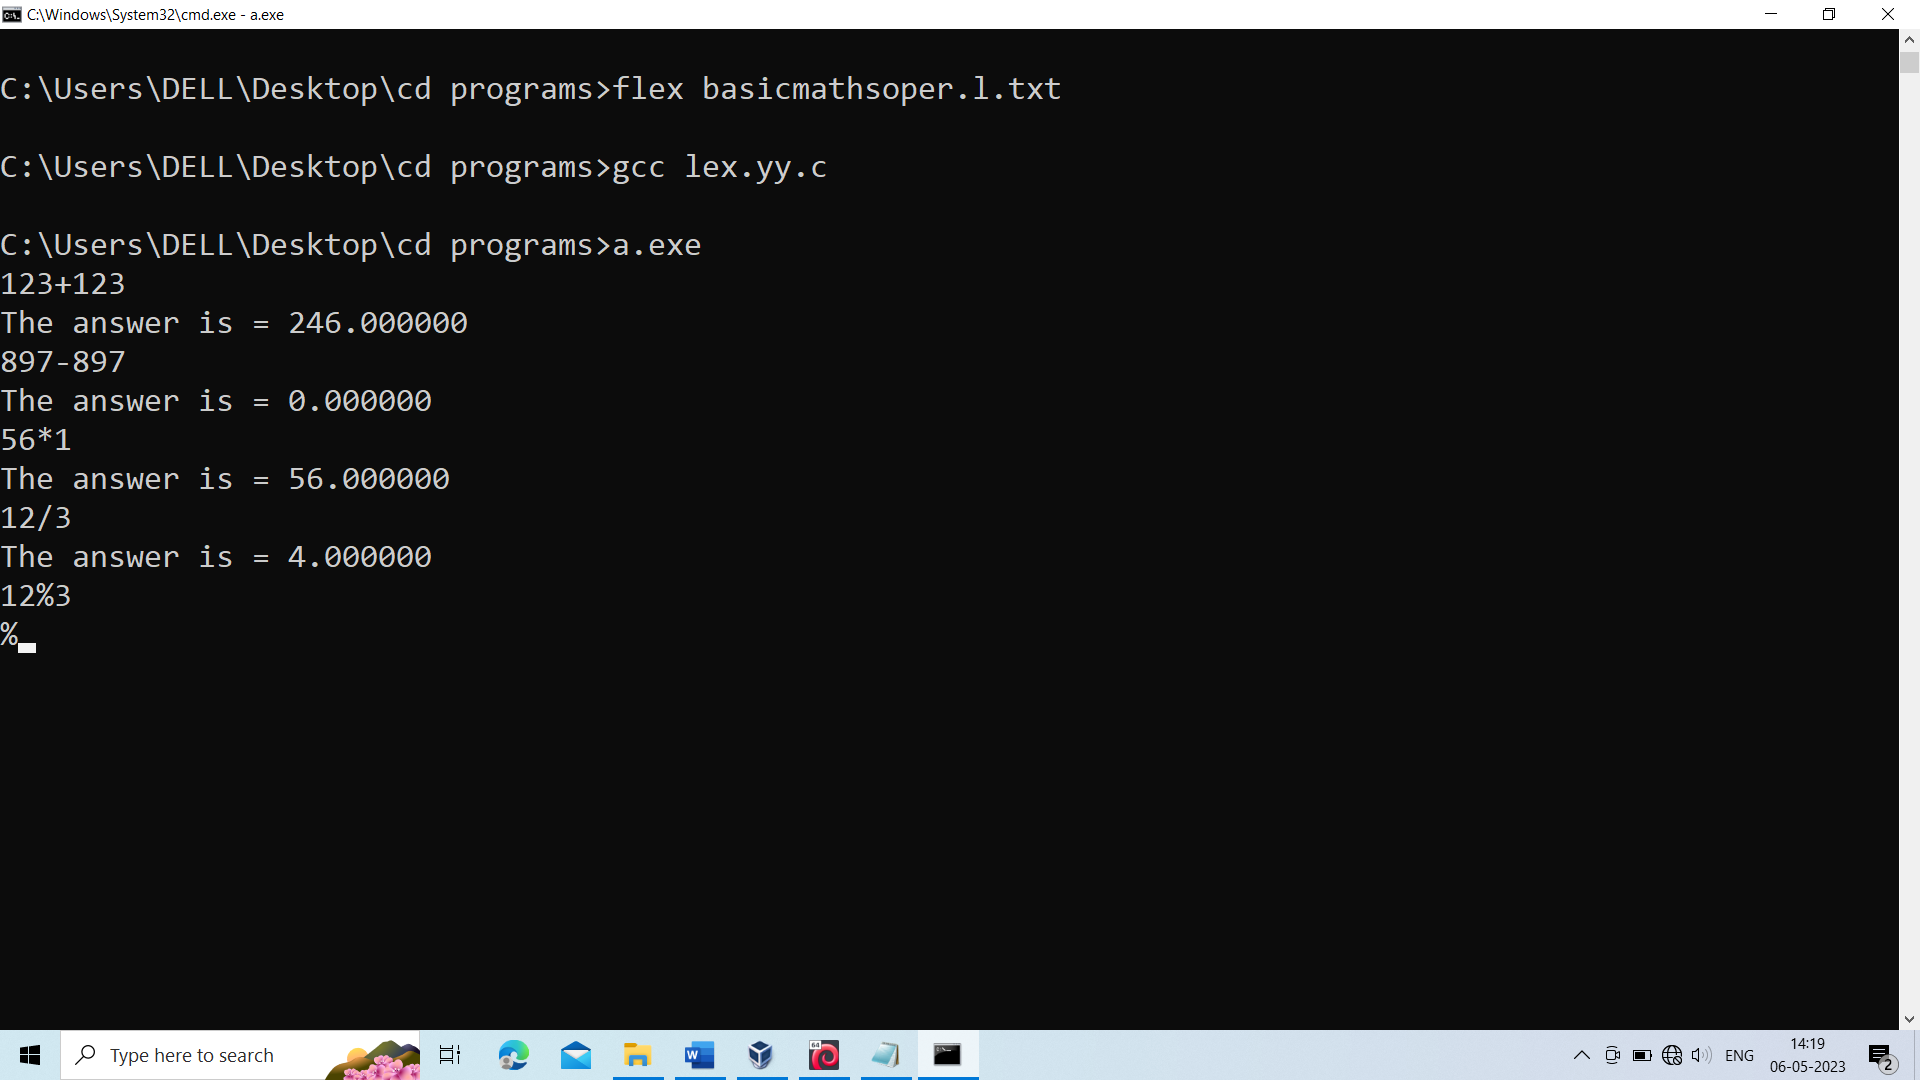 C:\Windows\System32\cmd.exe - a.exe
C:\Users\DELL\Desktop\cd programs>flex basicmathsoper.l.txt
C:\Users\DELL\Desktop\cd programs>gcc lex.yy.c
C:\Users\DELL\Desktop\cd programs>a.exe
123+123
The answer is = 246.000000
897-897
The answer is = 0.000000
56*1
The answer is = 56.000000
12/3
The answer is = 4.000000
12%3
%
Type here to search
ENG
14:19
06-05-2023
2